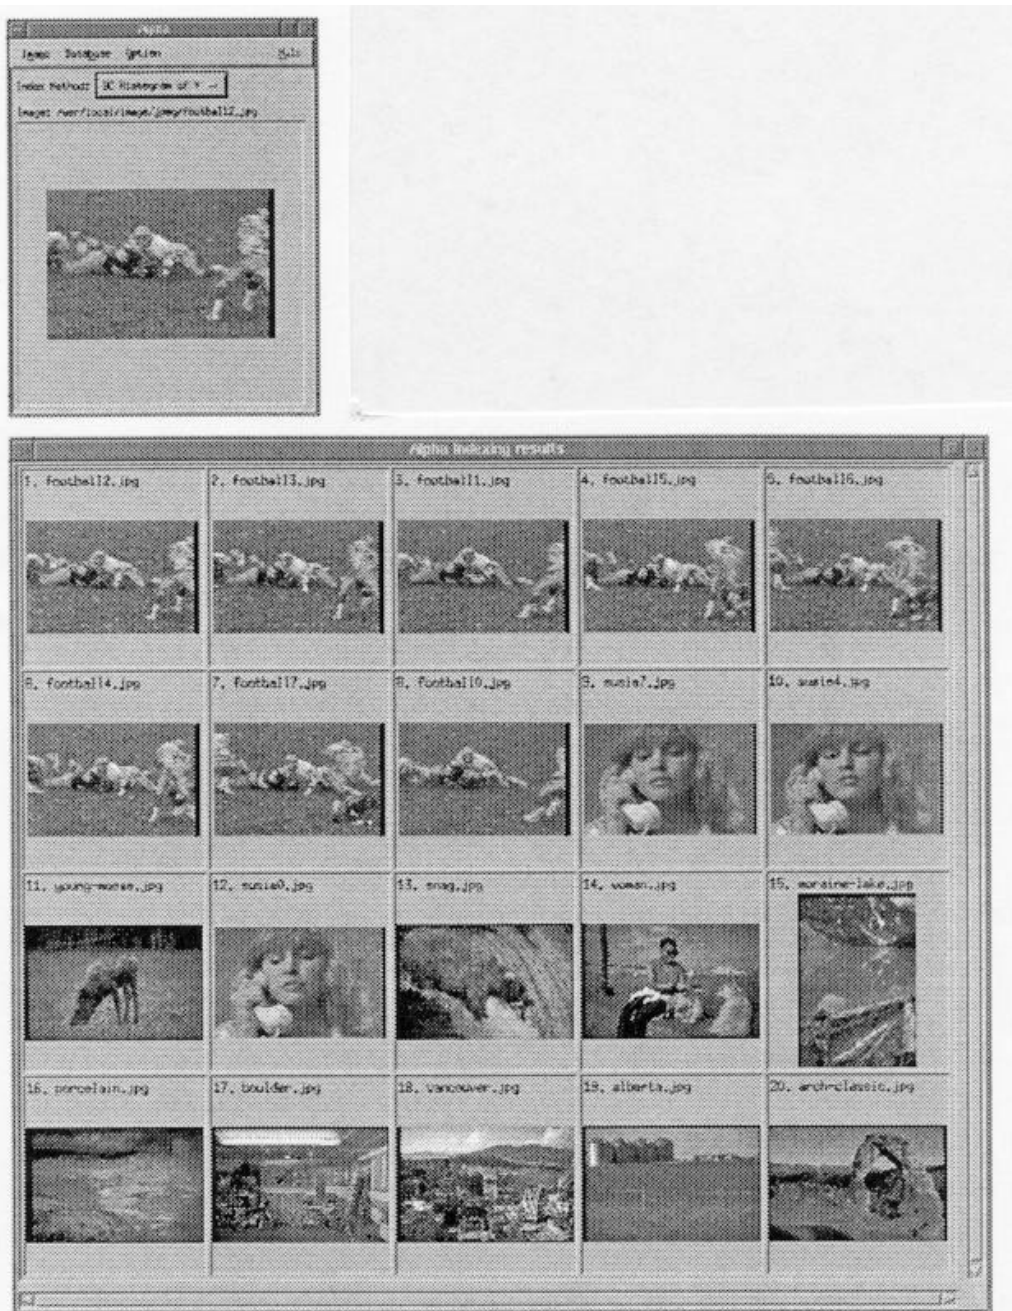 Alpha
Image Database Option Help
Index Method: DC Histogram of Y
Image: /usr/local/image/jpeg/football2.jpg
Alpha Indexing results
1. football2.jpg
2. football3.jpg
3. football1.jpg
4. football5.jpg
5. football6.jpg
6. football4.jpg
7. football7.jpg
8. football0.jpg
9. susie7.jpg
10. susie4.jpg
11. young-moose.jpg
12. susie0.jpg
13. snag.jpg
14. woman.jpg
15. moraine-lake.jpg
16. porcelain.jpg
17. boulder.jpg
18. vancouver.jpg
19. alberta.jpg
20. arch-classic.jpg